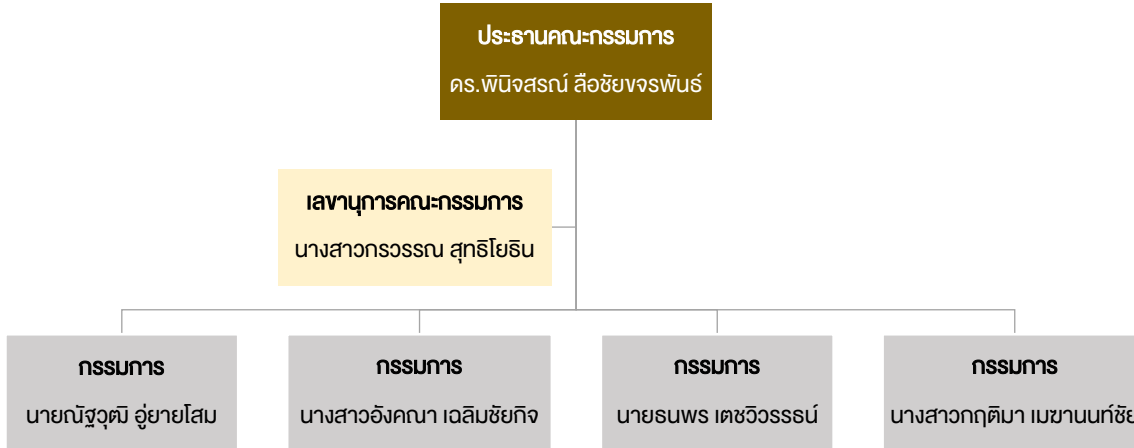 ประธานคณะกรรมการ
ดร.พินิจสรณ์ ลือชัยขจรพันธ์
เลขานุการคณะกรรมการ
นางสาวกรวรรณ สุทธิโยธิน
กรรมการ
นายณัฐวุฒิ อู่ยายโสม
กรรมการ
นางสาวอังคณา เฉลิมชัยกิจ
กรรมการ
นายธนพร เตชวิวรรธน์
กรรมการ
นางสาวกฤติมา เมฆานนท์ชัย